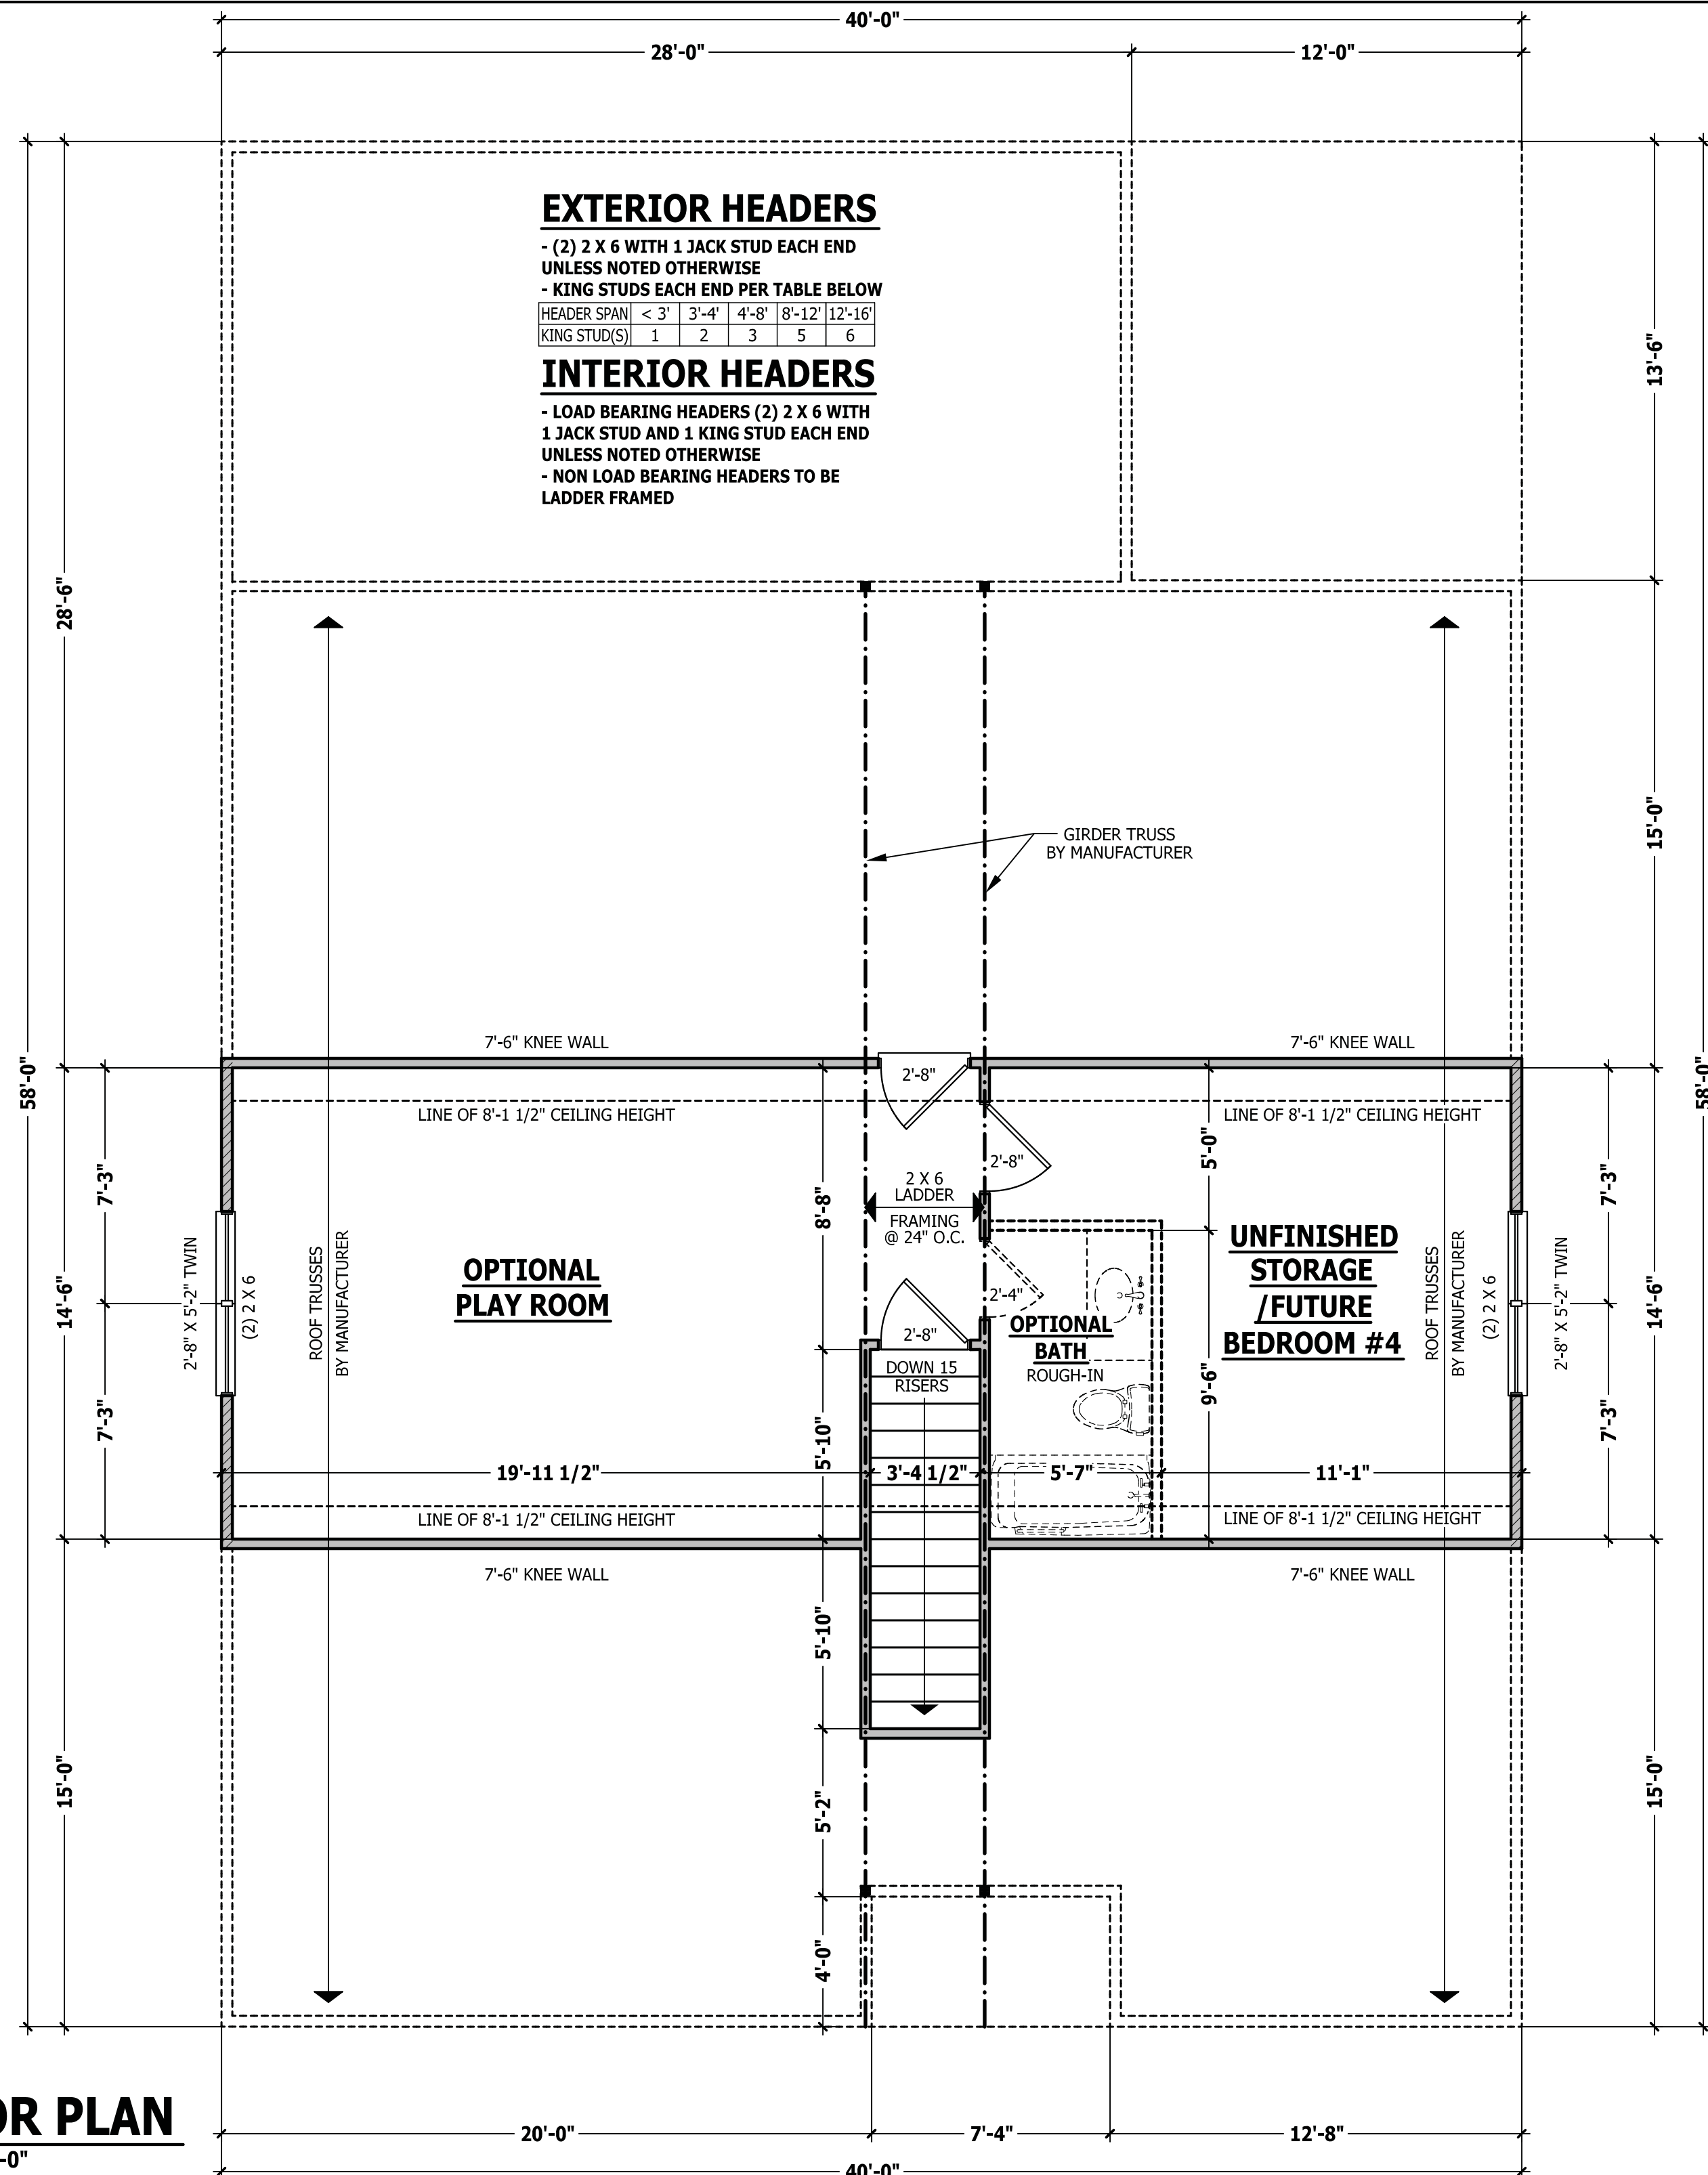 40'-0"
28'-0"
12'-0"
EXTERIOR HEADERS
- (2) 2 X 6 WITH 1 JACK STUD EACH END
UNLESS NOTED OTHERWISE
- KING STUDS EACH END PER TABLE BELOW
HEADER SPAN < 3' 3'-4' 4'-8' 8'-12' 12'-16'
KING STUD(S) 1 2 3 5 6
INTERIOR HEADERS
- LOAD BEARING HEADERS (2) 2 X 6 WITH
1 JACK STUD AND 1 KING STUD EACH END
UNLESS NOTED OTHERWISE
- NON LOAD BEARING HEADERS TO BE
LADDER FRAMED
13'-6"
28'-6"
15'-0"
GIRDER TRUSS
BY MANUFACTURER
58'-0"
58'-0"
7'-6" KNEE WALL
7'-6" KNEE WALL
2'-8"
LINE OF 8'-1 1/2" CEILING HEIGHT
LINE OF 8'-1 1/2" CEILING HEIGHT
7'-3"
8'-8"
2'-8"
5'-0"
7'-3"
2 X 6
LADDER
FRAMING
@ 24" O.C.
14'-6"
2'-8" X 5'-2" TWIN
(2) 2 X 6
ROOF TRUSSES
BY MANUFACTURER
OPTIONAL
PLAY ROOM
2'-4"
2'-8"
OPTIONAL
BATH
ROUGH-IN
UNFINISHED
STORAGE
/FUTURE
BEDROOM #4
ROOF TRUSSES
BY MANUFACTURER
(2) 2 X 6
2'-8" X 5'-2" TWIN
14'-6"
DOWN 15
RISERS
7'-3"
5'-10"
9'-6"
7'-3"
19'-11 1/2"
3'-4 1/2"
5'-7"
11'-1"
LINE OF 8'-1 1/2" CEILING HEIGHT
LINE OF 8'-1 1/2" CEILING HEIGHT
7'-6" KNEE WALL
7'-6" KNEE WALL
5'-10"
15'-0"
5'-2"
15'-0"
4'-0"
OR PLAN
-0"
20'-0"
7'-4"
12'-8"
40'-0"